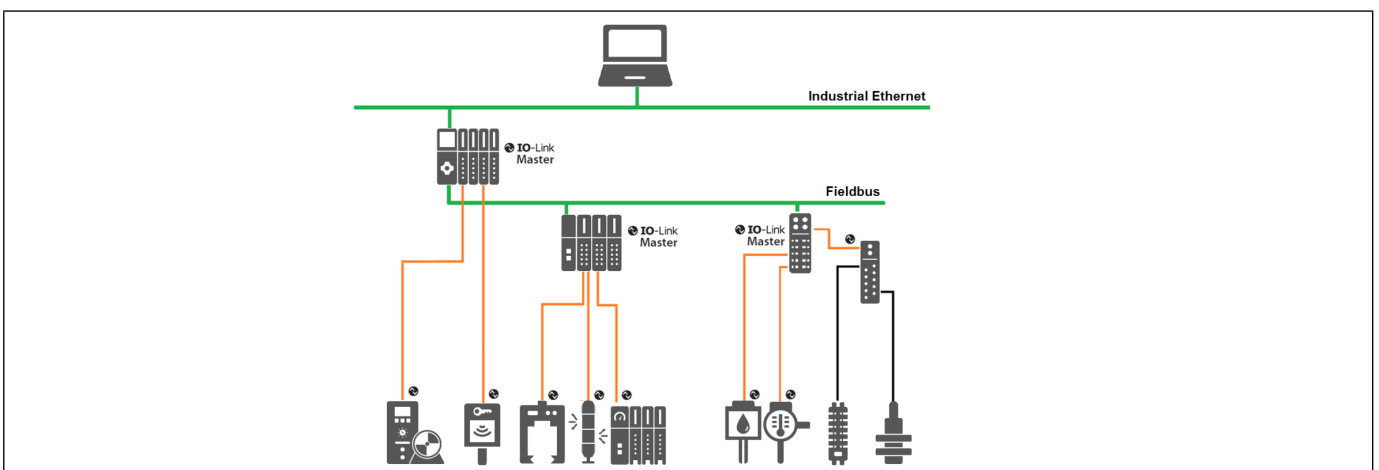 Industrial Ethernet
IO-Link
Master
Fieldbus
IO-Link
Master
IO-Link
Master